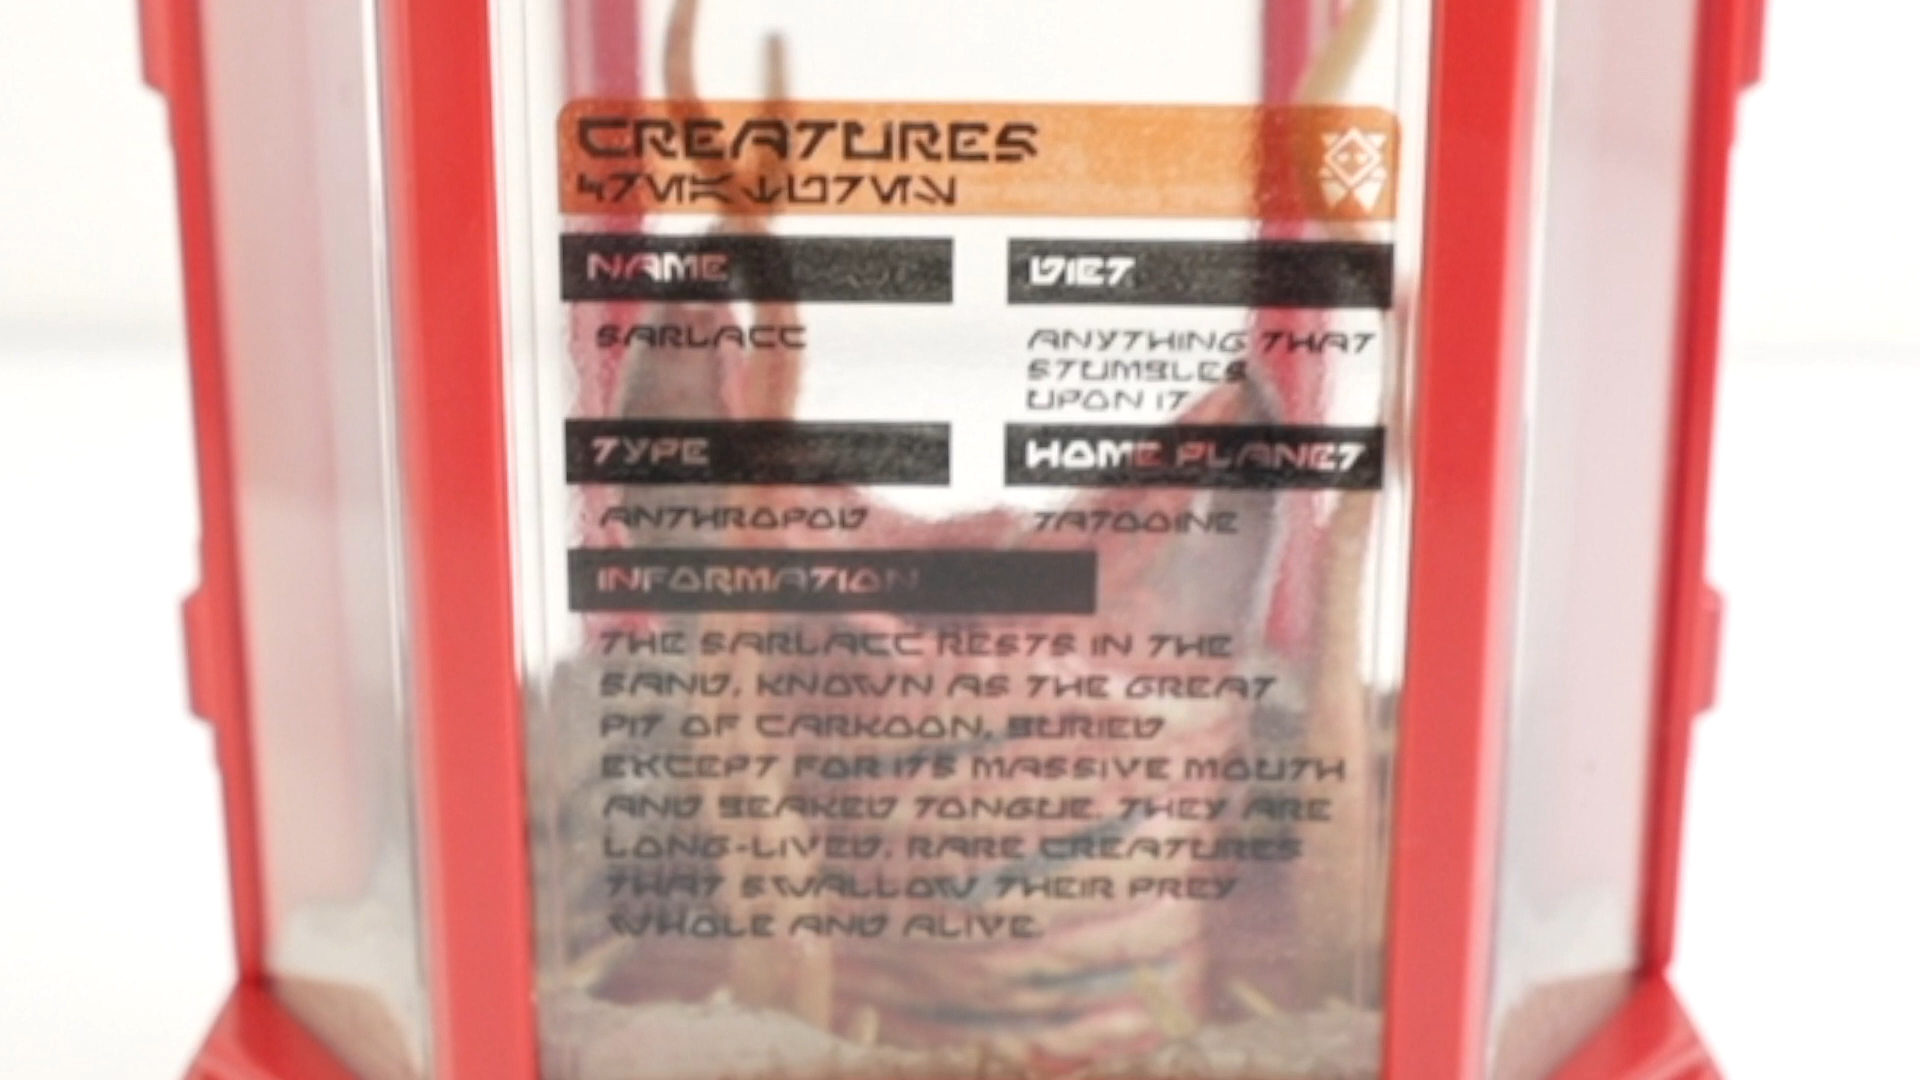 CREATURES
NAME
SARLACC
DIET
ANYTHING THAT
STUMBLES
UPON IT
TYPE
ANTHROPOD
HOME PLANET
TATOOINE
INFORMATION
THE SARLACC RESTS IN THE
SAND, KNOWN AS THE GREAT
PIT OF CARKOON, BURIED
EXCEPT FOR ITS MASSIVE MOUTH
AND BEAKED TONGUE. THEY ARE
LONG-LIVED, RARE CREATURES
THAT SWALLOW THEIR PREY
WHOLE AND ALIVE.